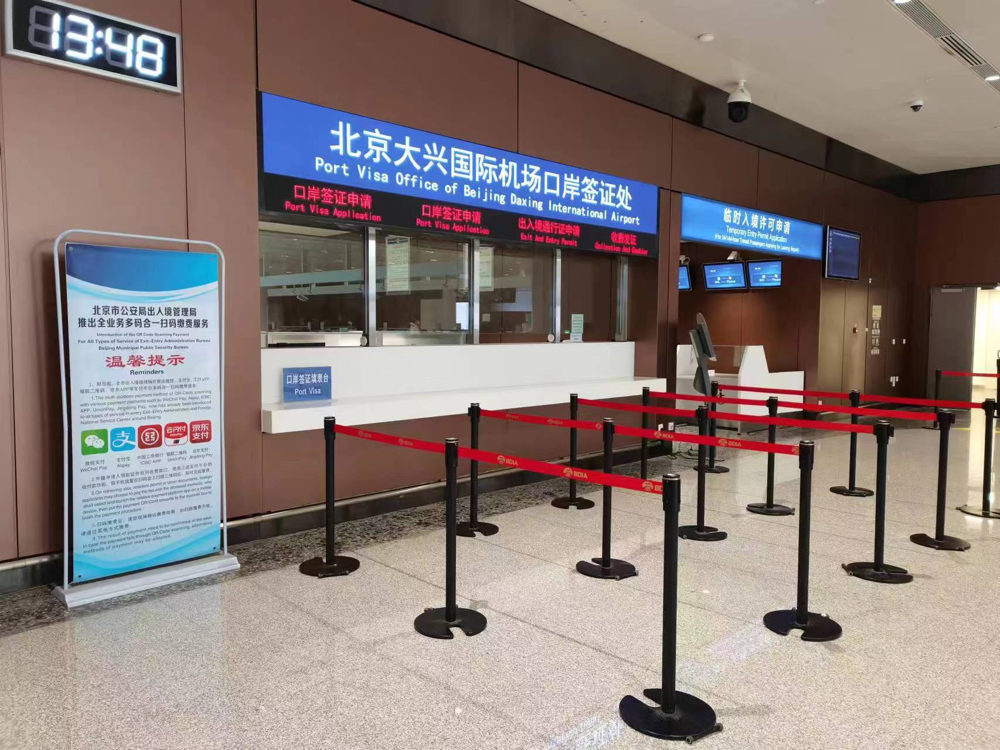 13:48
北京大兴国际机场口岸签证处
Port Visa Office of Beijing Daxing International Airport
口岸签证申请
Port Visa Application
口岸签证申请
Port Visa Application
出入境通行证申请
Exit And Entry Permit
收费发证
Collection And Cashier
临时入境许可申请
Temporary Entry Permit Application
(For 24/144-hour Transit Passengers Applying for Leaving Airport)
NO. Please
NO. Please
口岸签证填表台
Port Visa
北京市公安局出入境管理局
推出全业务多码合一扫码缴费服务
Introduction of the QR Code Scanning Payment
For All Types of Service of Exit-Entry Administration Bureau
Beijing Municipal Public Security Bureau
温馨提示
Reminders
1、即日起，全市出入境接待场所推出微信、支付宝、工行APP、
银联二维码、京东APP等支付平台多码合一扫码缴费服务
1.The multi-purpose payment method of QR Code scanning
with various payment platforms such as WeChat Pay, Alipay, ICBC
APP, UnionPay, Jingdong Pay, now has already been introduced
to all types of service in every Exit-Entry Administration and Foreign
National Service Center around Beijing.
支
云闪付
UnionPay
京东
支付
微信支付
WeChat Pay
支付宝
Alipay
中国工商银行
ICBC APP
银联二维码
UnionPay
京东支付
Jingdong Pay
2.外籍申请人领取证件前到收费窗口，使用上述支付平台的
收付款功能，将手机放置在扫码盒上扫描二维码后，即可完成缴费。
2.On retrieving visa, resident permit or other documents, foreign
applicants may choose to pay the fee with the aforesaid methods, who
shall select and launch the relative payment platform app on a mobile
device, then put the payment QR Cord towards to the scanner box to
finish the payment procedure.
3.扫码缴费后，请您现场确认缴费结果，如扫码缴费失败，
请通过其他方式缴费
3.The result of payment need to be confirmed at the spot.
In case the payment fails through QR Code scanning, alternative
methods of payment may be adopted.
BDIA
BDIA
BDIA
BDIA
BDIA